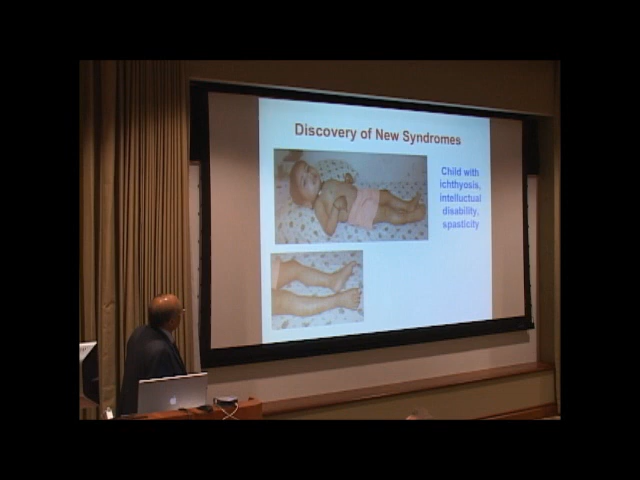 Discovery of New Syndromes
Child with
ichthyosis,
intelluctual
disability,
spasticity